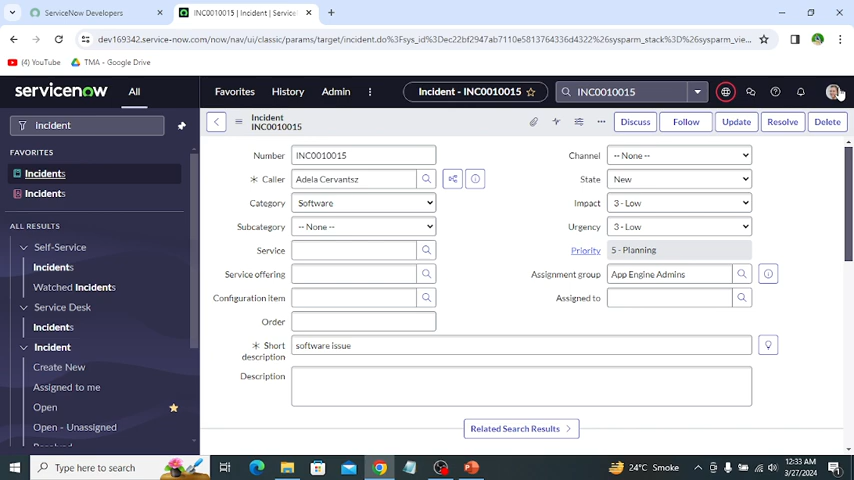 ServiceNow Developers
INC0010015 | Incident | Service
dev169342.service-now.com/now/nav/ui/classic/params/target/incident.do%3Fsys_id%3Dec22bf2947ab7110e5813764336d4322%26sysparm_stack%3D%26sysparm_vie...
(4) YouTube
TMA - Google Drive
servicenow
All
Favorites
History
Admin
Incident - INC0010015
INC0010015
Incident
FAVORITES
Incidents
Incidents
ALL RESULTS
Self-Service
Incidents
Watched Incidents
Service Desk
Incidents
Incident
Create New
Assigned to me
Open
Open - Unassigned
Resolved
Incident
INC0010015
Discuss
Follow
Update
Resolve
Delete
Number
INC0010015
Channel
-- None --
Caller
Adela Cervantsz
State
New
Category
Software
Impact
3 - Low
Subcategory
-- None --
Urgency
3 - Low
Service
Priority
5 - Planning
Service offering
Assignment group
App Engine Admins
Configuration item
Assigned to
Order
Short
description
software issue
Description
Related Search Results
Type here to search
24°C Smoke
12:33 AM
3/27/2024